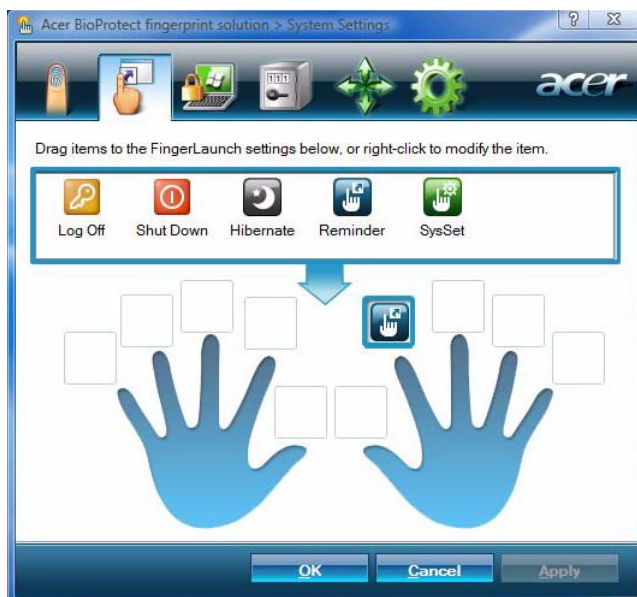 Acer BioProtect fingerprint solution > System Settings
acer
Drag items to the FingerLaunch settings below, or right-click to modify the item.
Log Off Shut Down Hibernate Reminder SysSet
OK Cancel Apply